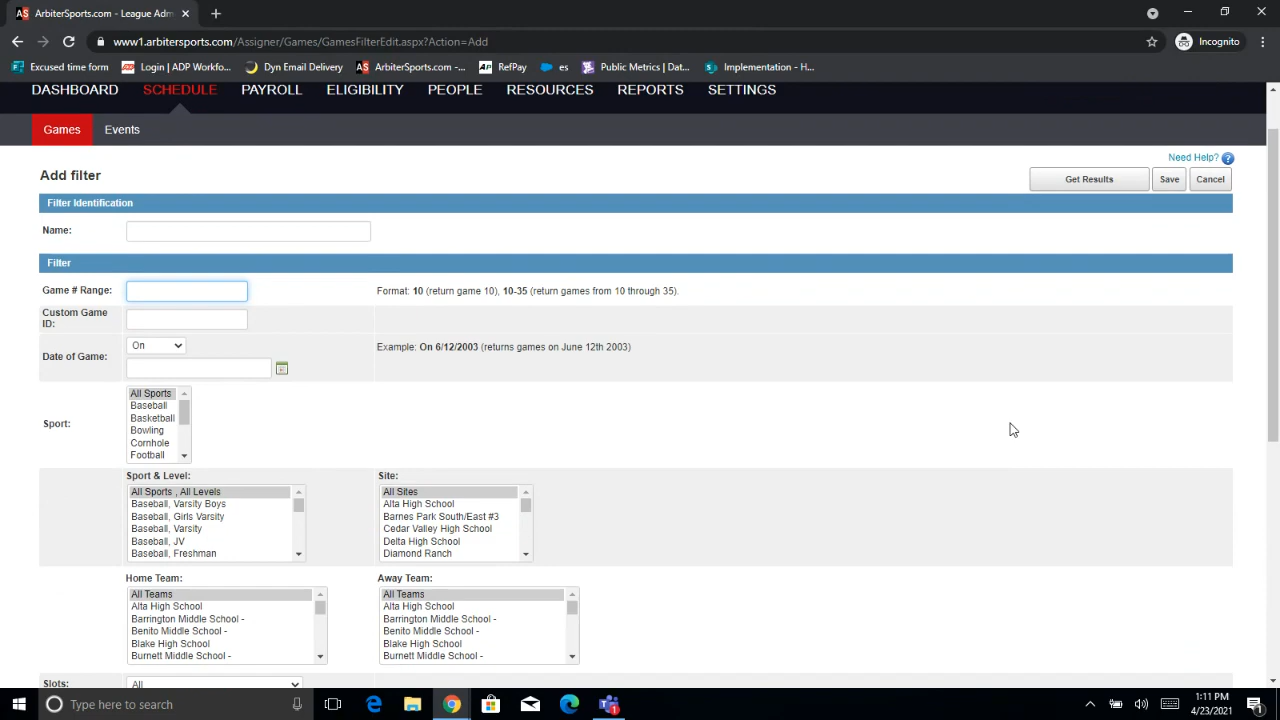 AS ArbiterSports.com - League Adm
www1.arbitersports.com/Assigner/Games/GamesFilterEdit.aspx?Action=Add
Incognito
Excused time form
Login | ADP Workfo...
Dyn Email Delivery
AS ArbiterSports.com -...
AP RefPay
es
Public Metrics | Dat...
Implementation - H...
DASHBOARD SCHEDULE PAYROLL ELIGIBILITY PEOPLE RESOURCES REPORTS SETTINGS
Games Events
Need Help? ?
Add filter
Get Results Save Cancel
Filter Identification
Name:
Filter
Game # Range:
Format: 10 (return game 10), 10-35 (return games from 10 through 35).
Custom Game
ID:
Date of Game:
On
Example: On 6/12/2003 (returns games on June 12th 2003)
Sport:
All Sports
Baseball
Basketball
Bowling
Cornhole
Football
Sport & Level:
All Sports , All Levels
Baseball, Varsity Boys
Baseball, Girls Varsity
Baseball, Varsity
Baseball, JV
Baseball, Freshman
Site:
All Sites
Alta High School
Barnes Park South/East #3
Cedar Valley High School
Delta High School
Diamond Ranch
Home Team:
All Teams
Alta High School
Barrington Middle School -
Benito Middle School -
Blake High School
Burnett Middle School -
Away Team:
All Teams
Alta High School
Barrington Middle School -
Benito Middle School -
Blake High School
Burnett Middle School -
Slots:
All
Type here to search
1:11 PM
4/23/2021